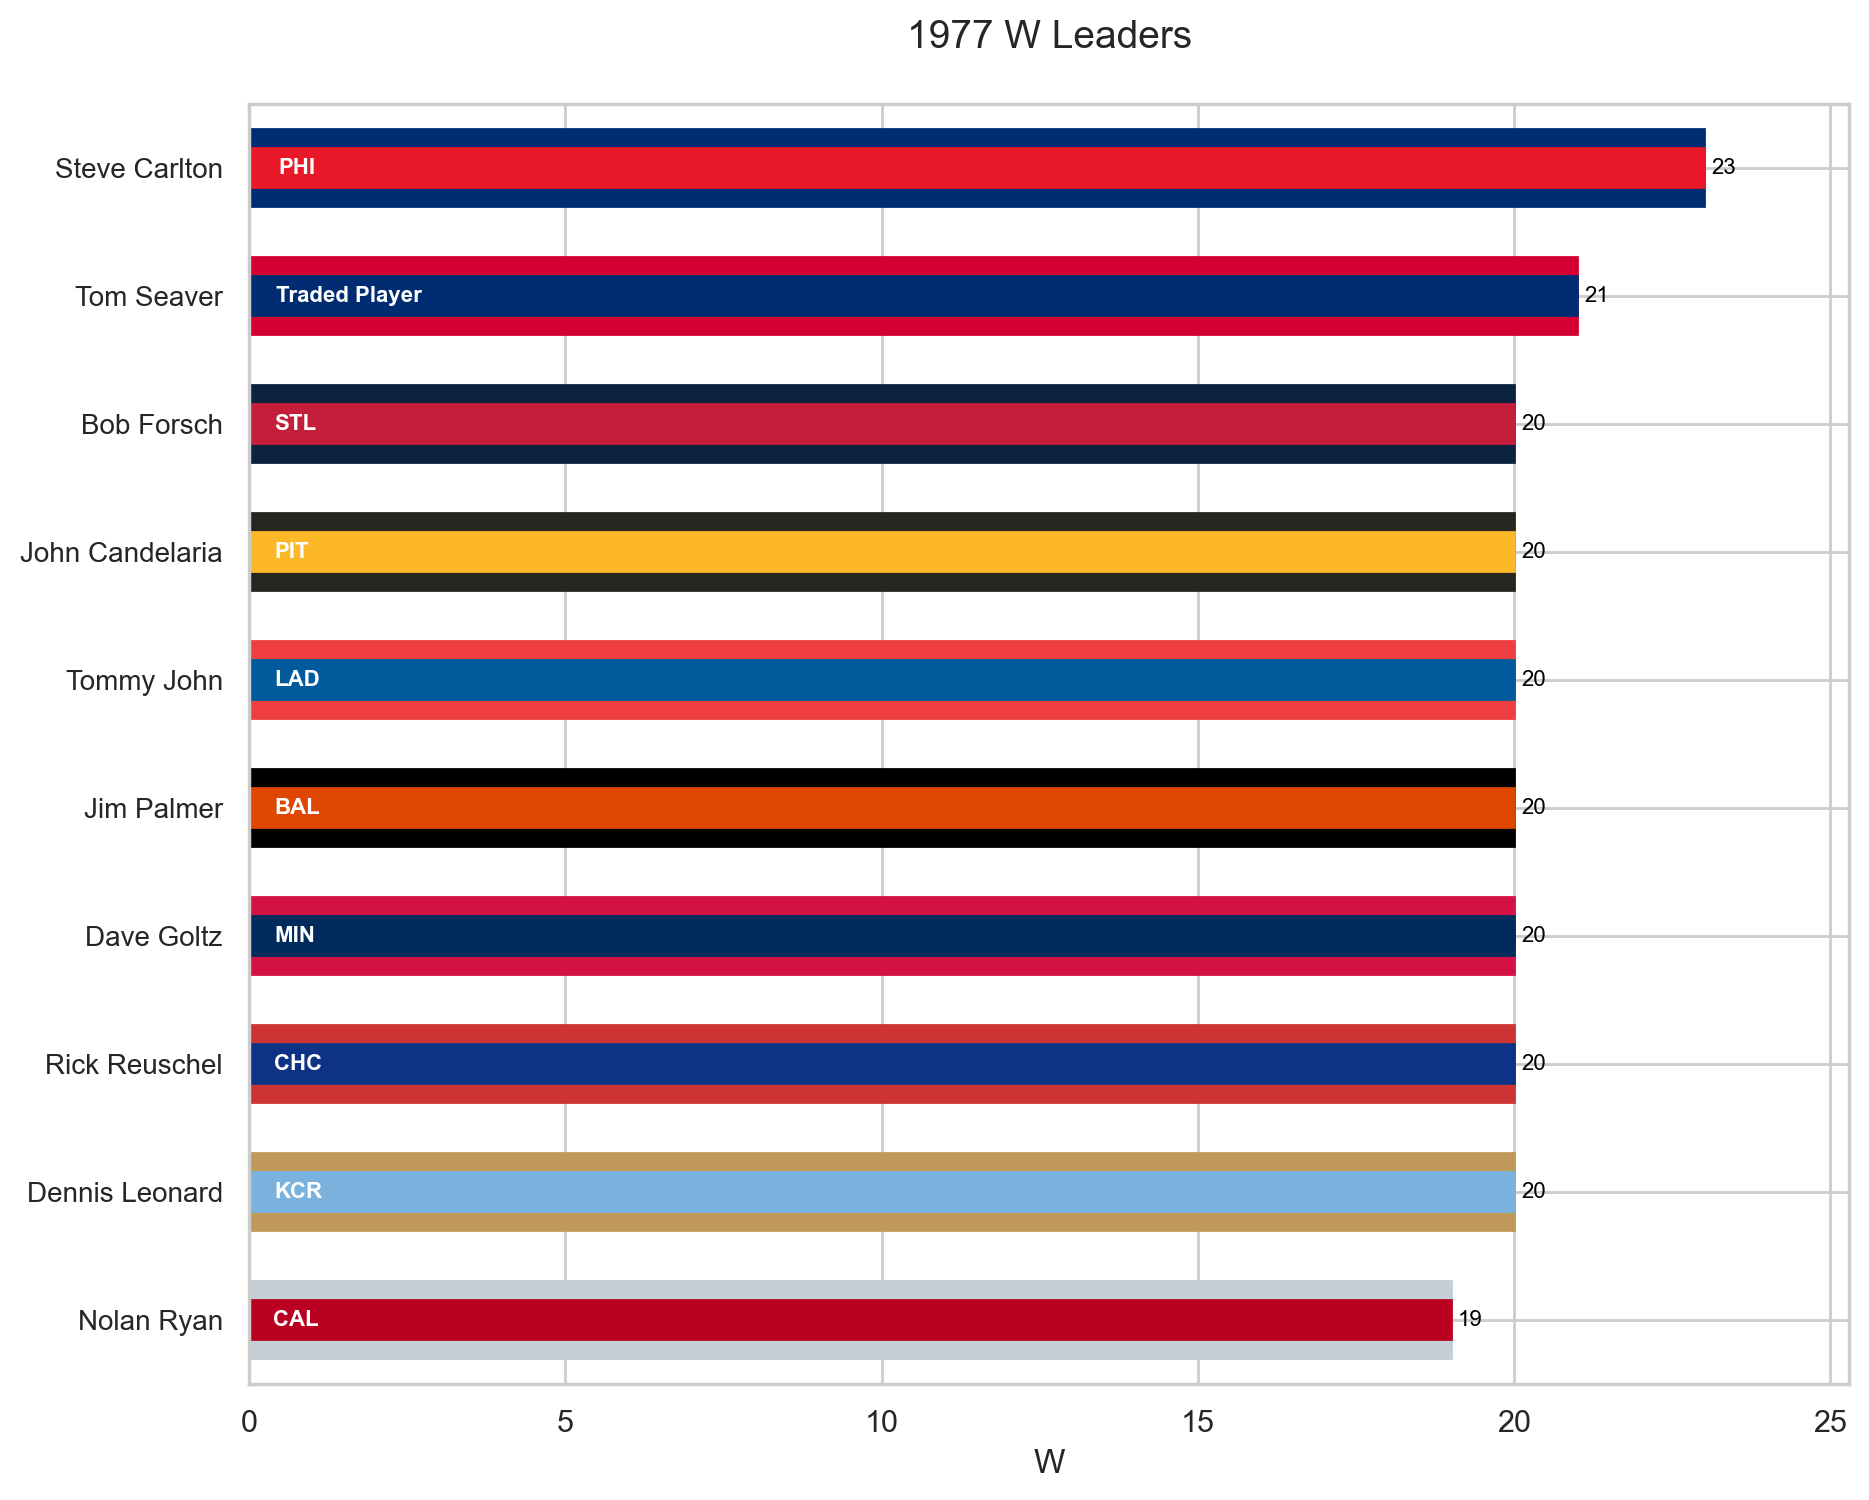 1977 W Leaders
Steve Carlton PHI 23
Tom Seaver Traded Player 21
Bob Forsch STL 20
John Candelaria PIT 20
Tommy John LAD 20
Jim Palmer BAL 20
Dave Goltz MIN 20
Rick Reuschel CHC 20
Dennis Leonard KCR 20
Nolan Ryan CAL 19
0 5 10 15 20 25
W